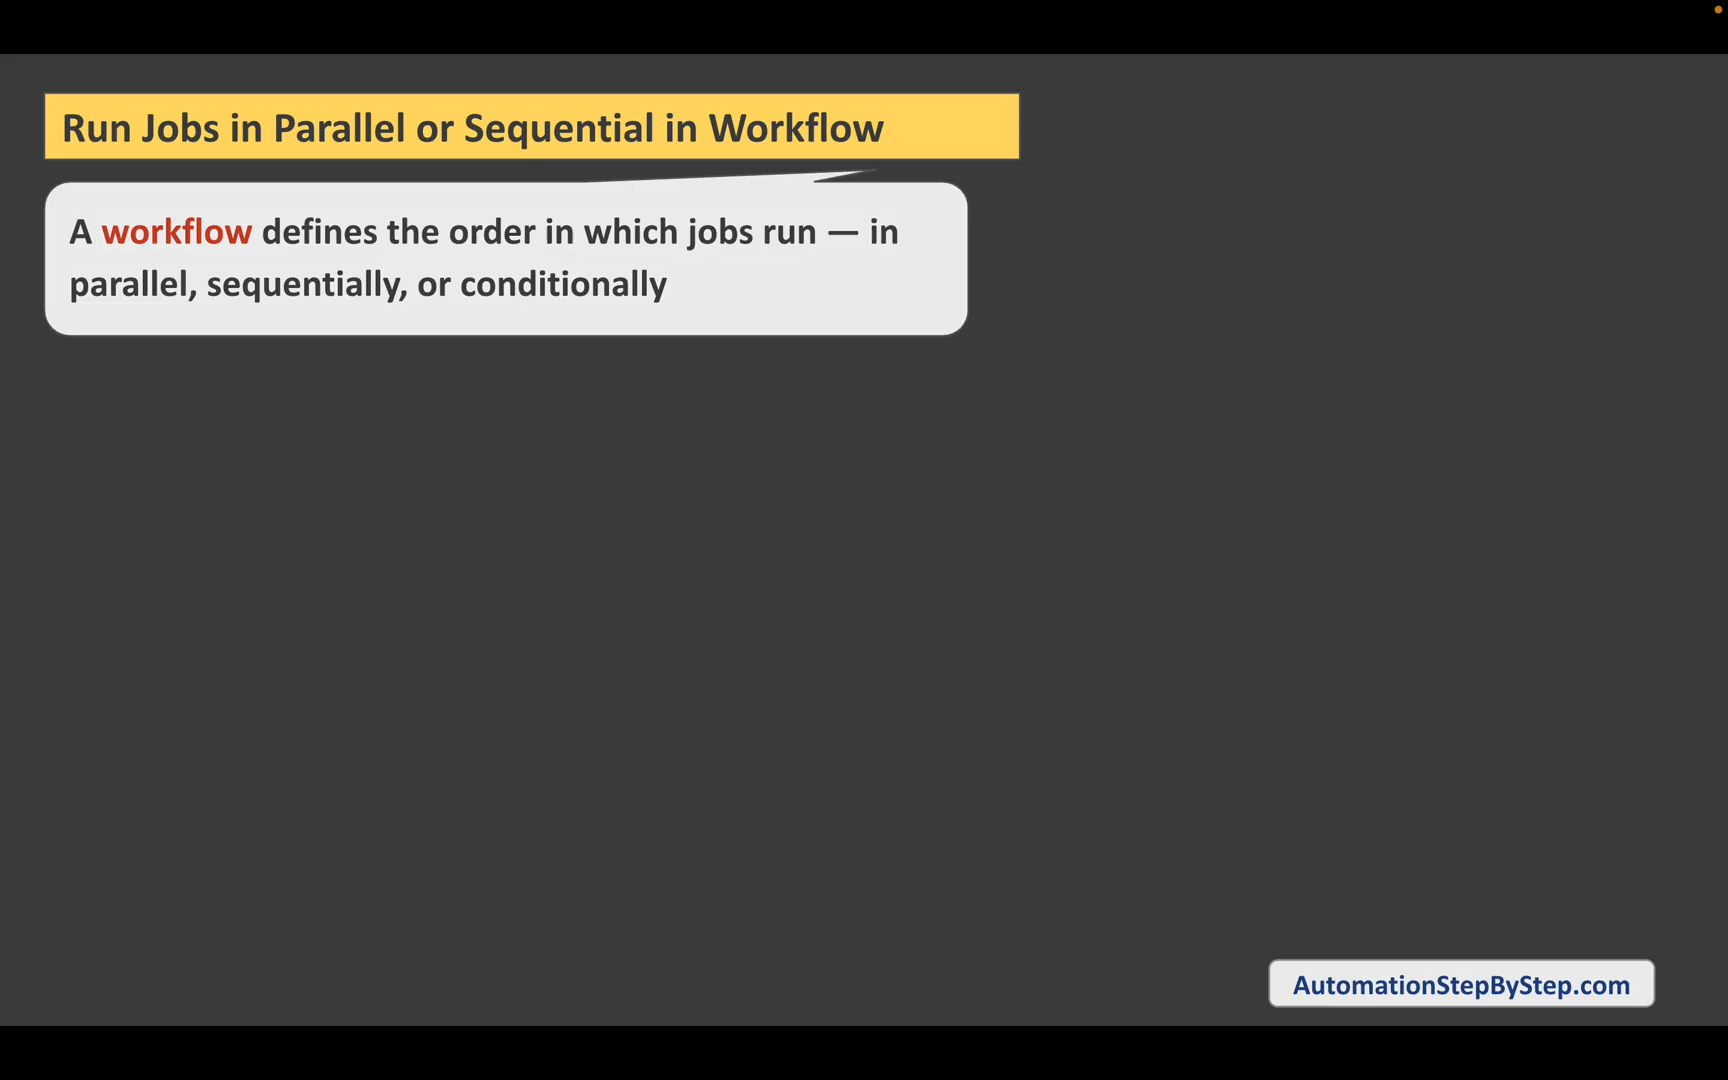 Run Jobs in Parallel or Sequential in Workflow
A workflow defines the order in which jobs run — in
parallel, sequentially, or conditionally
AutomationStepByStep.com